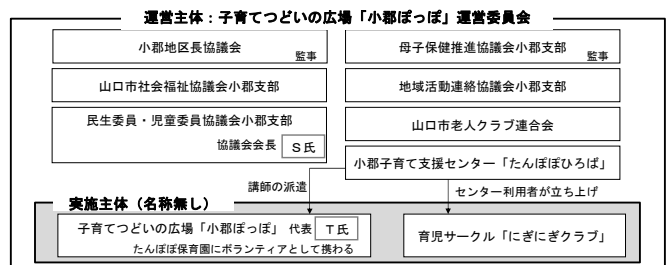 運営主体：子育てつどいの広場「小郡ぽっぽ」運営委員会
小郡地区長協議会
監事
母子保健推進協議会小郡支部
監事
山口市社会福祉協議会小郡支部
地域活動連絡協議会小郡支部
民生委員・児童委員協議会小郡支部
協議会会長 S氏
山口市老人クラブ連合会
小郡子育て支援センター「たんぽぽひろば」
講師の派遣
センター利用者が立ち上げ
実施主体（名称無し）
子育てつどいの広場「小郡ぽっぽ」 代表 T氏
たんぽぽ保育園にボランティアとして携わる
育児サークル「にぎにぎクラブ」